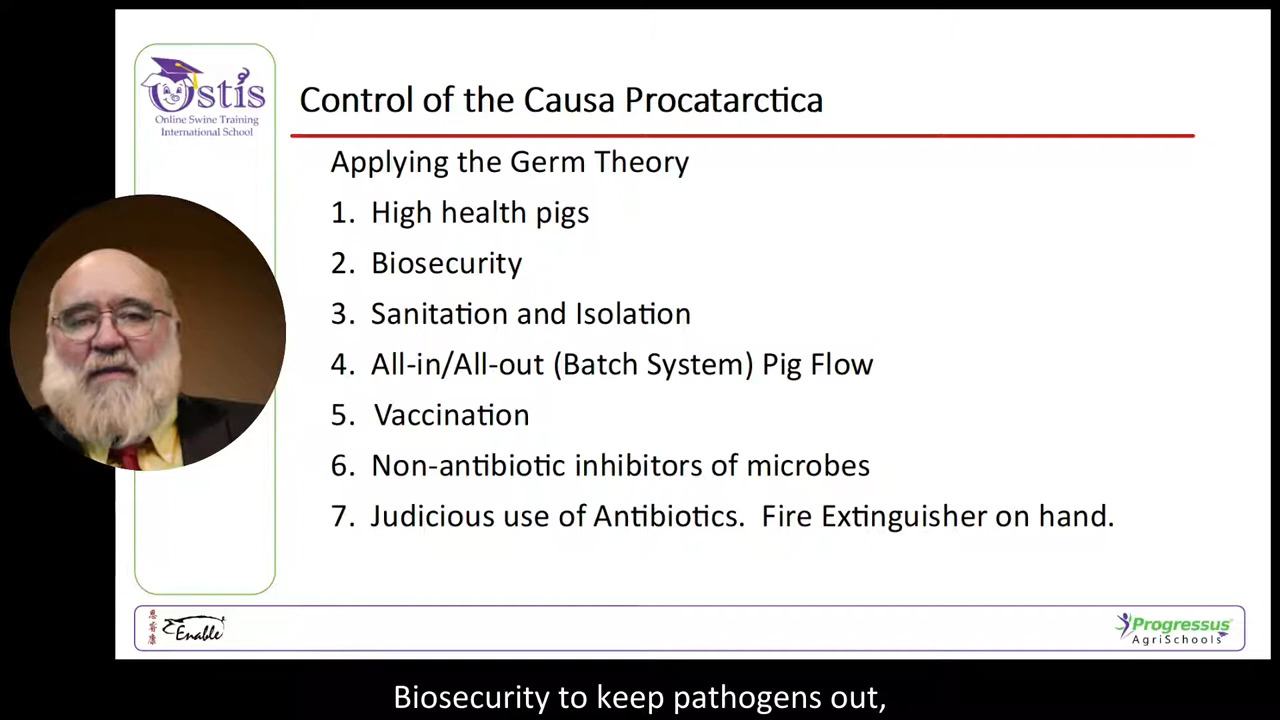 Ostis
Online Swine Training
International School
Control of the Causa Procatarctica
Applying the Germ Theory
1. High health pigs
2. Biosecurity
3. Sanitation and Isolation
4. All-in/All-out (Batch System) Pig Flow
5. Vaccination
6. Non-antibiotic inhibitors of microbes
7. Judicious use of Antibiotics. Fire Extinguisher on hand.
Enable
Progressus
AgriSchools
Biosecurity to keep pathogens out,